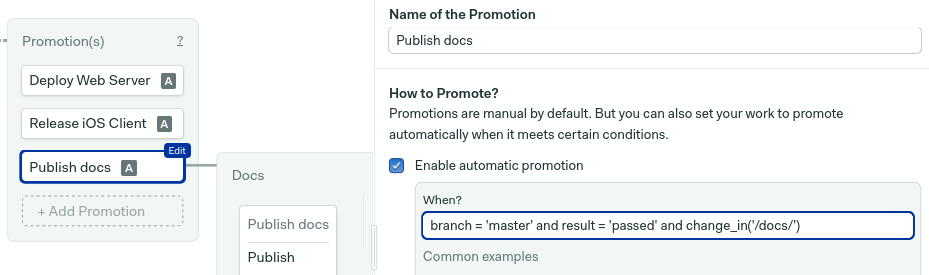 Promotion(s) ?
Deploy Web Server A
Release iOS Client A
Edit
Publish docs A
+ Add Promotion
Docs
Publish docs
Publish
Name of the Promotion
Publish docs
How to Promote?
Promotions are manual by default. But you can also set your work to promote
automatically when it meets certain conditions.
Enable automatic promotion
When?
branch = 'master' and result = 'passed' and change_in('/docs/')
Common examples